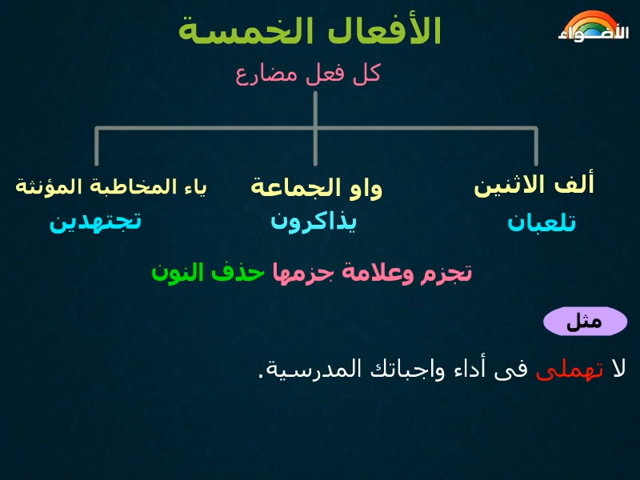 الأفعال الخمسة
الأضواء
كل فعل مضارع
ألف الاثنين
واو الجماعة
ياء المخاطبة المؤنثة
تلعبان
يذاكرون
تجتهدين
تجزم وعلامة جزمها حذف النون
مثل
لا تهملى فى أداء واجباتك المدرسية.